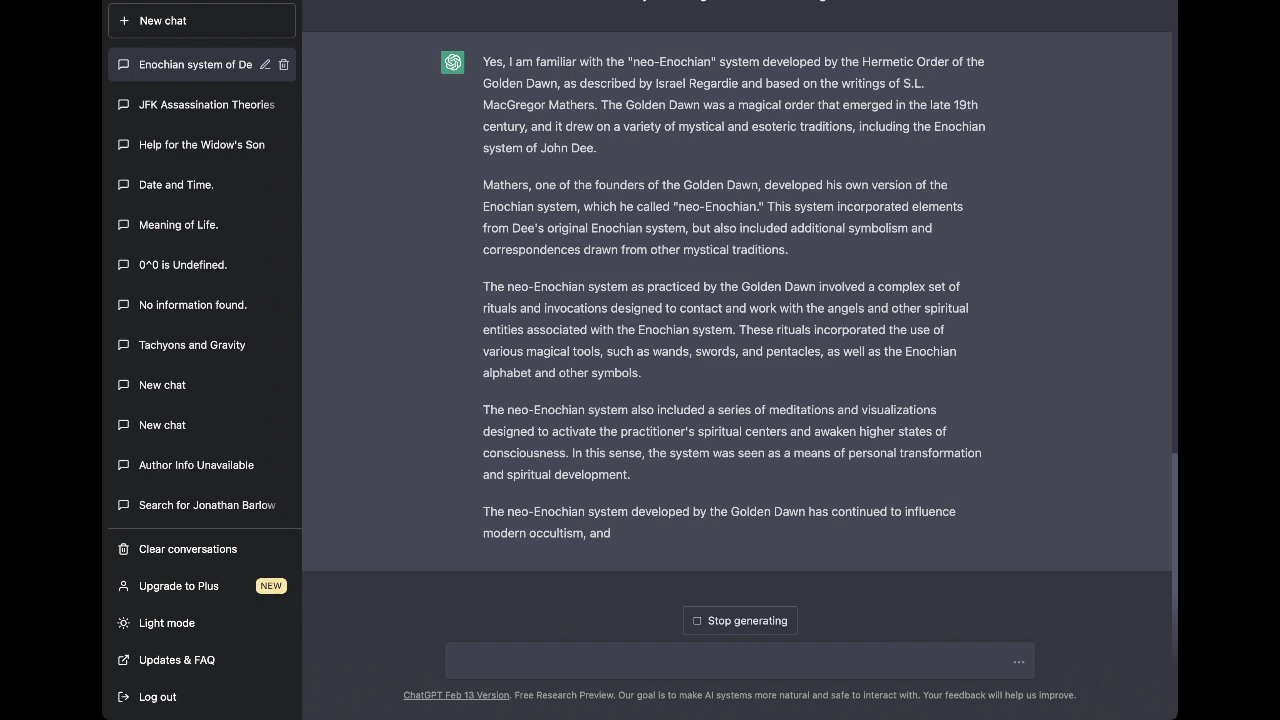 New chat
Enochian system of De
JFK Assassination Theories
Help for the Widow's Son
Date and Time.
Meaning of Life.
0^0 is Undefined.
No information found.
Tachyons and Gravity
New chat
New chat
Author Info Unavailable
Search for Jonathan Barlow
Clear conversations
Upgrade to Plus NEW
Light mode
Updates & FAQ
Log out
Yes, I am familiar with the "neo-Enochian" system developed by the Hermetic Order of the
Golden Dawn, as described by Israel Regardie and based on the writings of S.L.
MacGregor Mathers. The Golden Dawn was a magical order that emerged in the late 19th
century, and it drew on a variety of mystical and esoteric traditions, including the Enochian
system of John Dee.
Mathers, one of the founders of the Golden Dawn, developed his own version of the
Enochian system, which he called "neo-Enochian." This system incorporated elements
from Dee's original Enochian system, but also included additional symbolism and
correspondences drawn from other mystical traditions.
The neo-Enochian system as practiced by the Golden Dawn involved a complex set of
rituals and invocations designed to contact and work with the angels and other spiritual
entities associated with the Enochian system. These rituals incorporated the use of
various magical tools, such as wands, swords, and pentacles, as well as the Enochian
alphabet and other symbols.
The neo-Enochian system also included a series of meditations and visualizations
designed to activate the practitioner's spiritual centers and awaken higher states of
consciousness. In this sense, the system was seen as a means of personal transformation
and spiritual development.
The neo-Enochian system developed by the Golden Dawn has continued to influence
modern occultism, and
Stop generating
ChatGPT Feb 13 Version. Free Research Preview. Our goal is to make AI systems more natural and safe to interact with. Your feedback will help us improve.